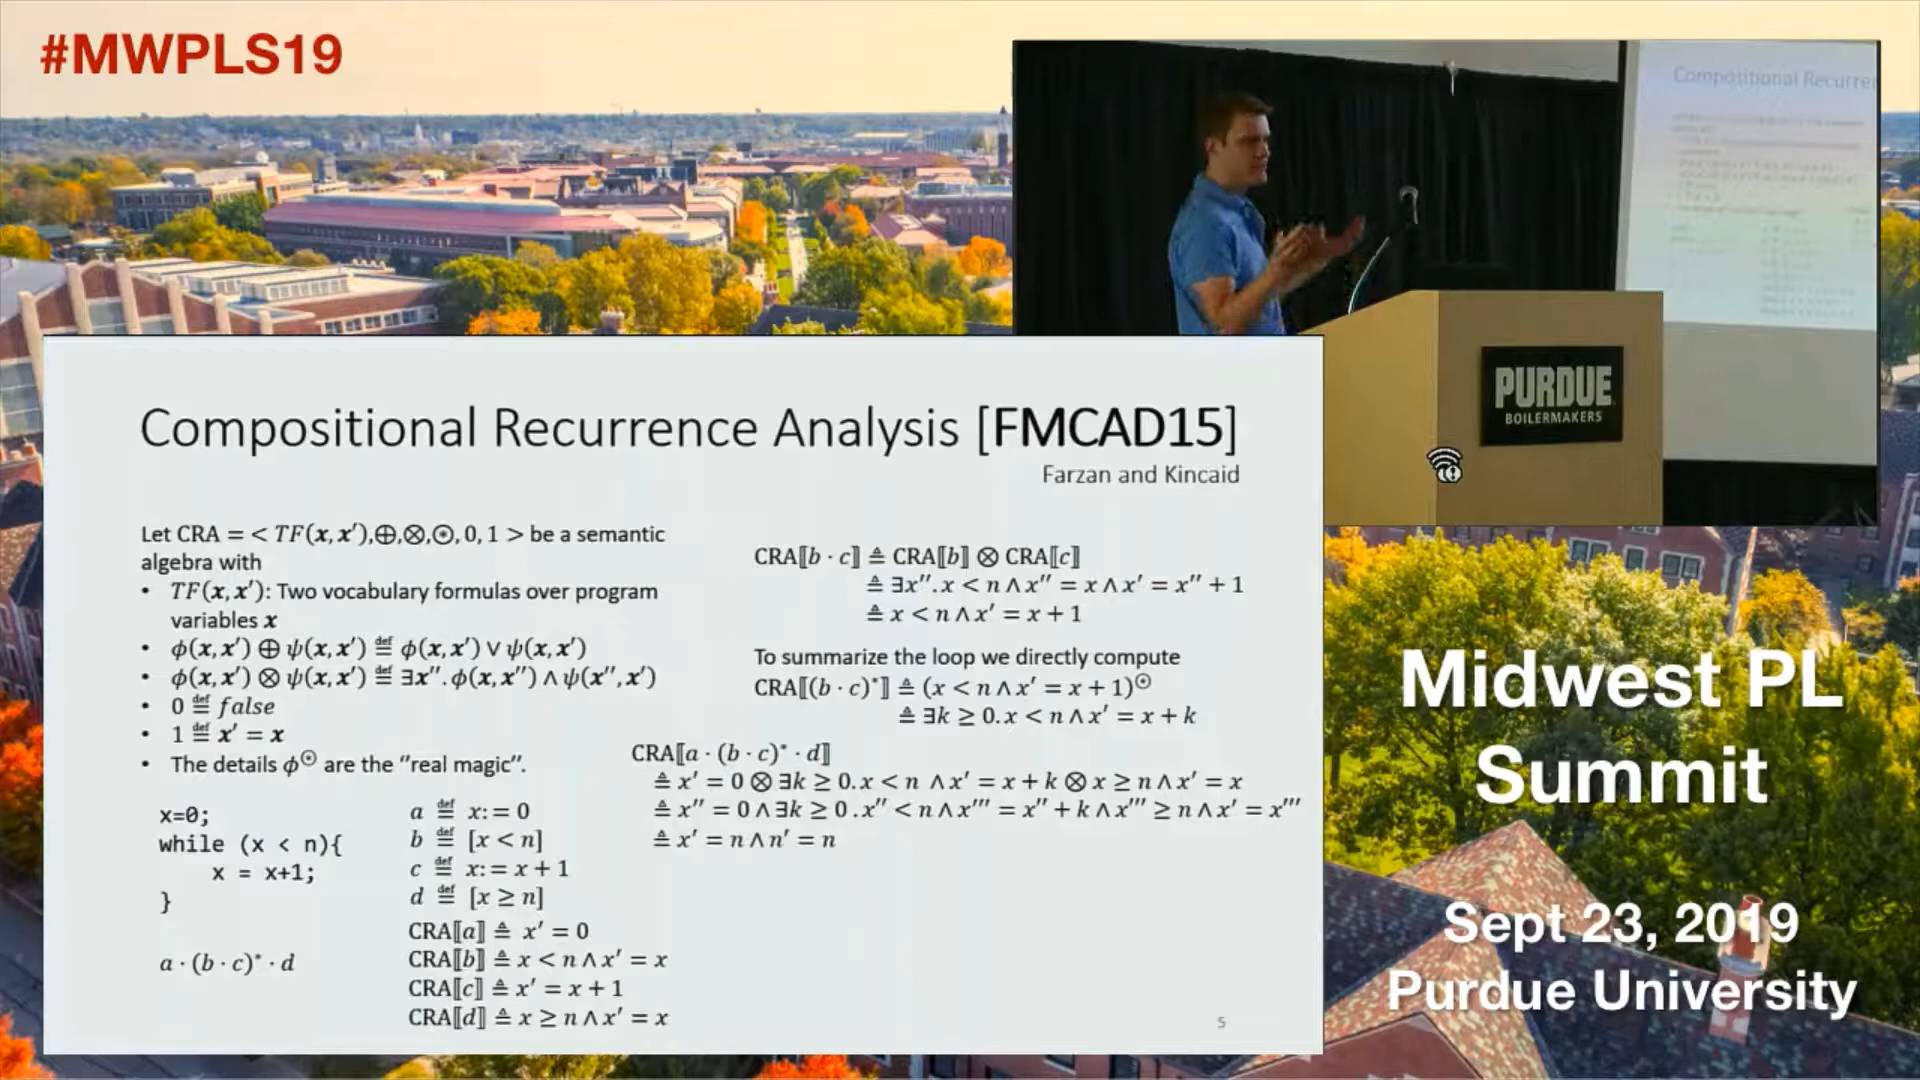 #MWPLS19
Compositional Recurre
PURDUE
BOILERMAKERS
Compositional Recurrence Analysis [FMCAD15]
Farzan and Kincaid
Let CRA = < TF(x, x′),⊕,⊗,⊙, 0, 1 > be a semantic
algebra with
• TF(x, x′): Two vocabulary formulas over program
variables x
• ϕ(x, x′) ⊕ ψ(x, x′) ≝ ϕ(x, x′) ∨ ψ(x, x′)
• ϕ(x, x′) ⊗ ψ(x, x′) ≝ ∃x″. ϕ(x, x″) ∧ ψ(x″, x′)
• 0 ≝ false
• 1 ≝ x′ = x
• The details ϕ^⊙ are the "real magic".
x=0;
while (x < n){
x = x+1;
}
a · (b · c)* · d
a ≝ x:= 0
b ≝ [x < n]
c ≝ x:= x + 1
d ≝ [x ≥ n]
CRA⟦a⟧ ≜ x′ = 0
CRA⟦b⟧ ≜ x < n ∧ x′ = x
CRA⟦c⟧ ≜ x′ = x + 1
CRA⟦d⟧ ≜ x ≥ n ∧ x′ = x
CRA⟦b · c⟧ ≜ CRA⟦b⟧ ⊗ CRA⟦c⟧
≜ ∃x″. x < n ∧ x″ = x ∧ x′ = x″ + 1
≜ x < n ∧ x′ = x + 1
To summarize the loop we directly compute
CRA⟦(b · c)*⟧ ≜ (x < n ∧ x′ = x + 1)^⊙
≜ ∃k ≥ 0. x < n ∧ x′ = x + k
CRA⟦a · (b · c)* · d⟧
≜ x′ = 0 ⊗ ∃k ≥ 0. x < n ∧ x′ = x + k ⊗ x ≥ n ∧ x′ = x
≜ x″ = 0 ∧ ∃k ≥ 0 . x″ < n ∧ x‴ = x″ + k ∧ x‴ ≥ n ∧ x′ = x‴
≜ x′ = n ∧ n′ = n
5
Midwest PL
Summit
Sept 23, 2019
Purdue University